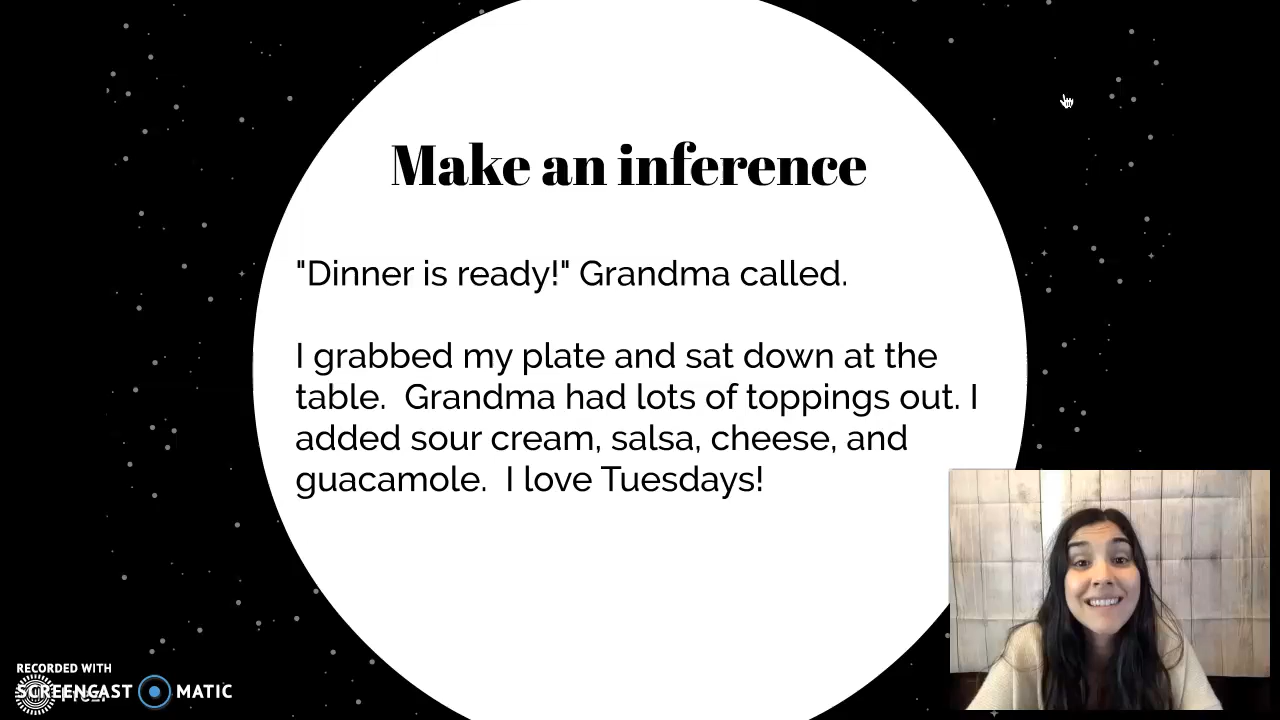 Make an inference
"Dinner is ready!" Grandma called.
I grabbed my plate and sat down at the
table.  Grandma had lots of toppings out. I
added sour cream, salsa, cheese, and
guacamole.  I love Tuesdays!
RECORDED WITH
SCREENCAST MATIC